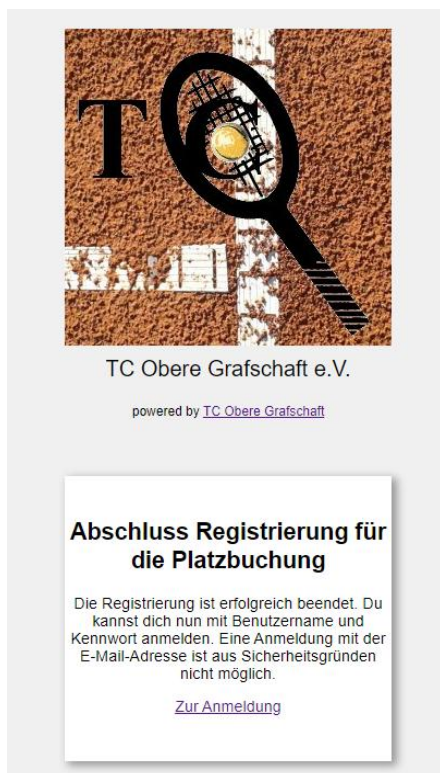 TC
TC Obere Grafschaft e.V.
powered by TC Obere Grafschaft
Abschluss Registrierung für
die Platzbuchung
Die Registrierung ist erfolgreich beendet. Du
kannst dich nun mit Benutzername und
Kennwort anmelden. Eine Anmeldung mit der
E-Mail-Adresse ist aus Sicherheitsgründen
nicht möglich.
Zur Anmeldung